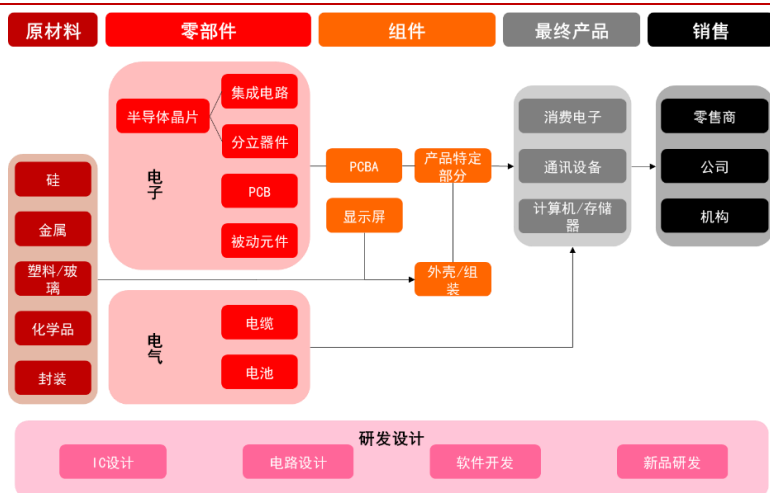 原材料
零部件
组件
最终产品
销售
半导体晶片
集成电路
分立器件
PCB
被动元件
电
子
硅
金属
塑料/玻
璃
化学品
封装
PCBA
产品特定
部分
显示屏
外壳/组
装
消费电子
通讯设备
计算机/存储
器
零售商
公司
机构
电
气
电缆
电池
研发设计
IC设计
电路设计
软件开发
新品研发